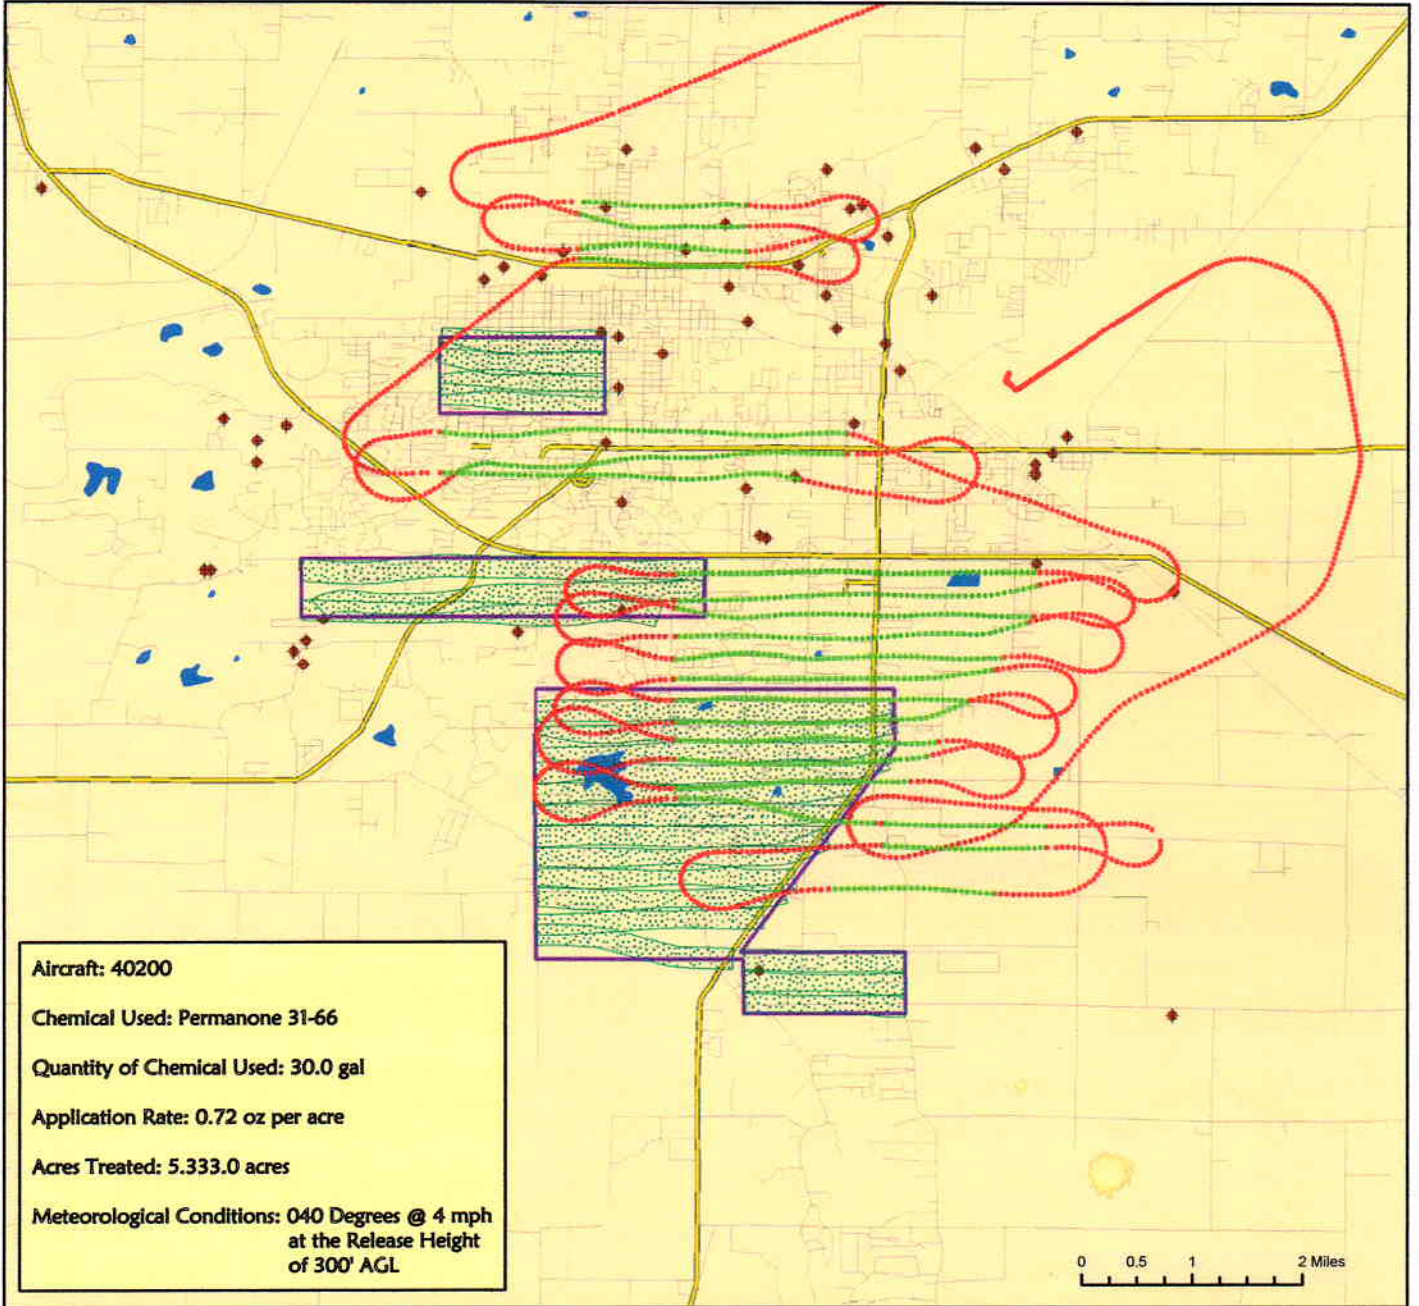 Aircraft: 40200
Chemical Used: Permanone 31-66
Quantity of Chemical Used: 30.0 gal
Application Rate: 0.72 oz per acre
Acres Treated: 5.333.0 acres
Meteorological Conditions: 040 Degrees @ 4 mph
at the Release Height
of 300' AGL
0 0.5 1 2 Miles